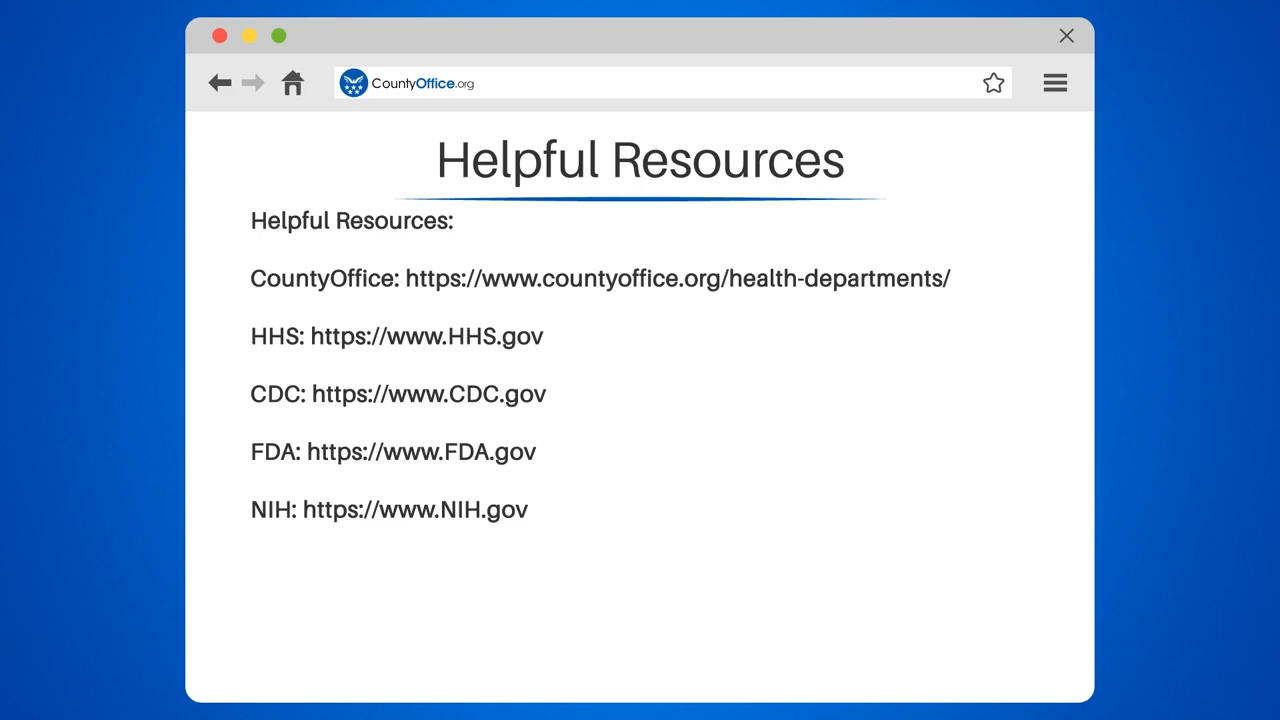 CountyOffice.org
Helpful Resources
Helpful Resources:
CountyOffice: https://www.countyoffice.org/health-departments/
HHS: https://www.HHS.gov
CDC: https://www.CDC.gov
FDA: https://www.FDA.gov
NIH: https://www.NIH.gov